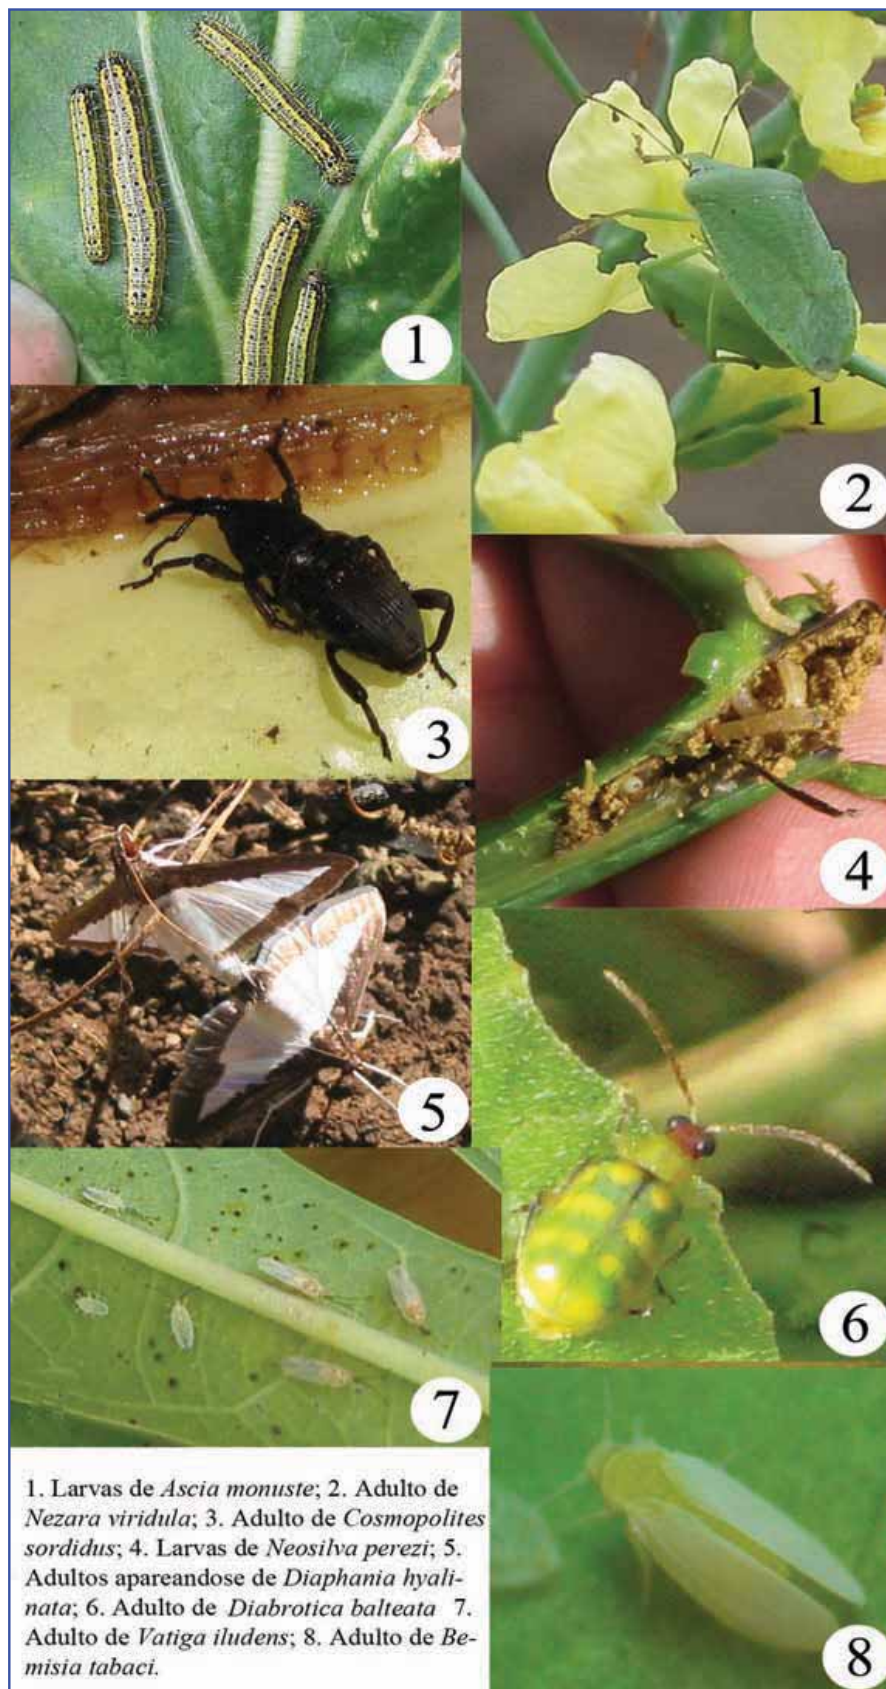 1
2
1
3
4
5
6
7
8
1. Larvas de Ascia monuste; 2. Adulto de
Nezara viridula; 3. Adulto de Cosmopolites
sordidus; 4. Larvas de Neosilva perezi; 5.
Adultos apareandose de Diaphania hyali-
nata; 6. Adulto de Diabrotica balteata 7.
Adulto de Vatiga iludens; 8. Adulto de Be-
misia tabaci.